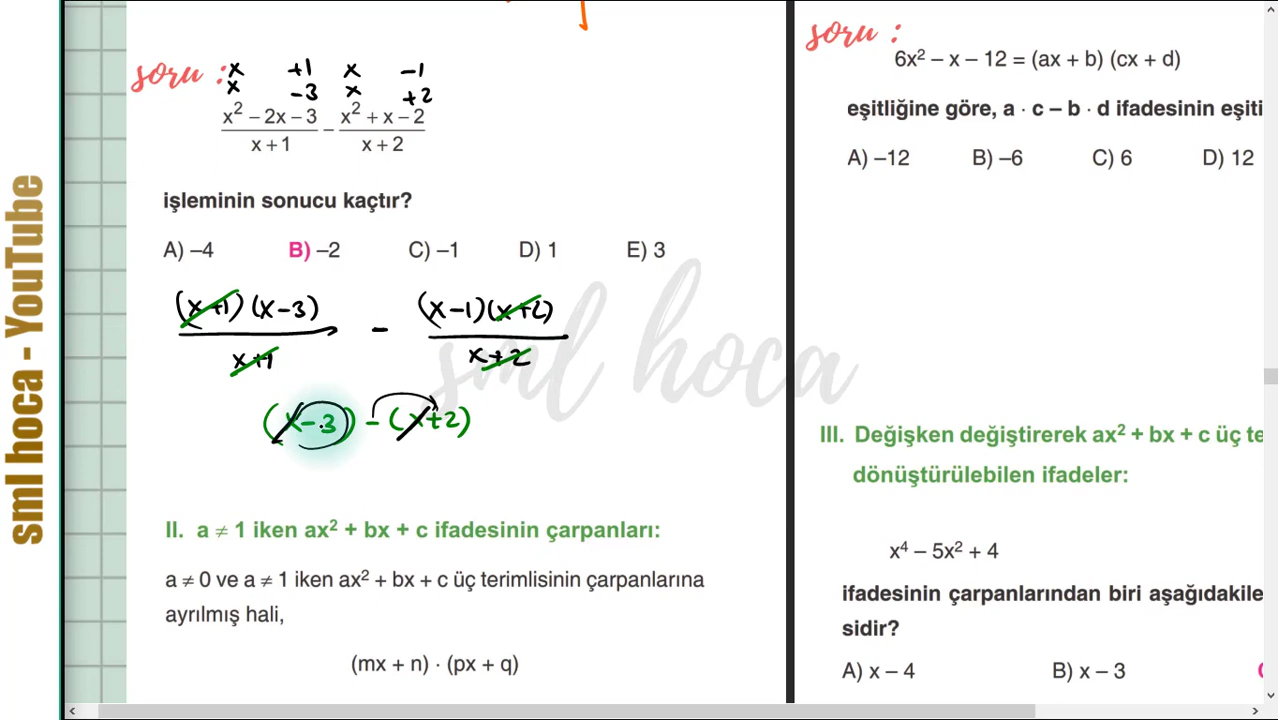 sml hoca - YouTube
soru :
x +1 x -1
x -3 x +2
x² – 2x – 3 / x + 1 – x² + x – 2 / x + 2
işleminin sonucu kaçtır?
A) –4 B) –2 C) –1 D) 1 E) 3
(x+1)(x-3) / x+1 - (x-1)(x+2) / x+2
(x-3) - (x+2)
sml hoca
II. a ≠ 1 iken ax² + bx + c ifadesinin çarpanları:
a ≠ 0 ve a ≠ 1 iken ax² + bx + c üç terimlisinin çarpanlarına
ayrılmış hali,
(mx + n) · (px + q)
soru :
6x² – x – 12 = (ax + b) (cx + d)
eşitliğine göre, a · c – b · d ifadesinin eşiti
A) –12 B) –6 C) 6 D) 12
III. Değişken değiştirerek ax² + bx + c üç te
dönüştürülebilen ifadeler:
x⁴ – 5x² + 4
ifadesinin çarpanlarından biri aşağıdakile
sidir?
A) x – 4 B) x – 3